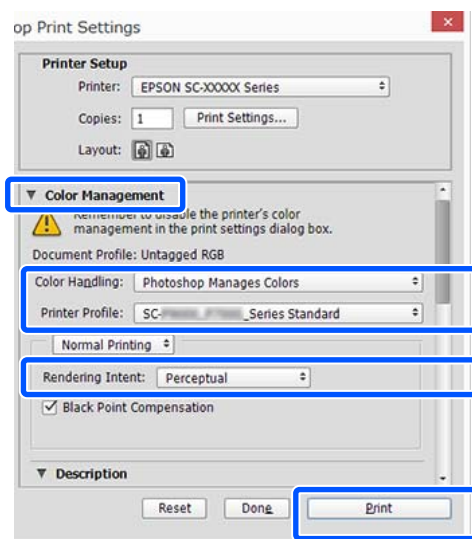 op Print Settings
Printer Setup
Printer: EPSON SC-XXXXX Series
Copies: 1 Print Settings...
Layout:
Color Management
Remember to disable the printer's color
management in the print settings dialog box.
Document Profile: Untagged RGB
Color Handling: Photoshop Manages Colors
Printer Profile: SC- _Series Standard
Normal Printing
Rendering Intent: Perceptual
Black Point Compensation
Description
Reset Done Print